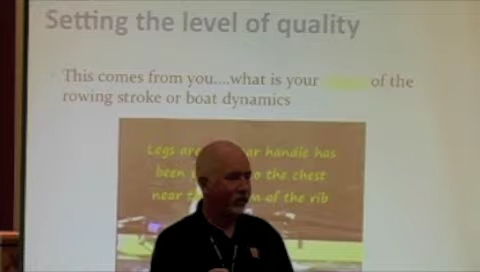 Setting the level of quality
This comes from you....what is your of the
rowing stroke or boat dynamics
Legs are ar handle has
been o the chest
near th m of the rib